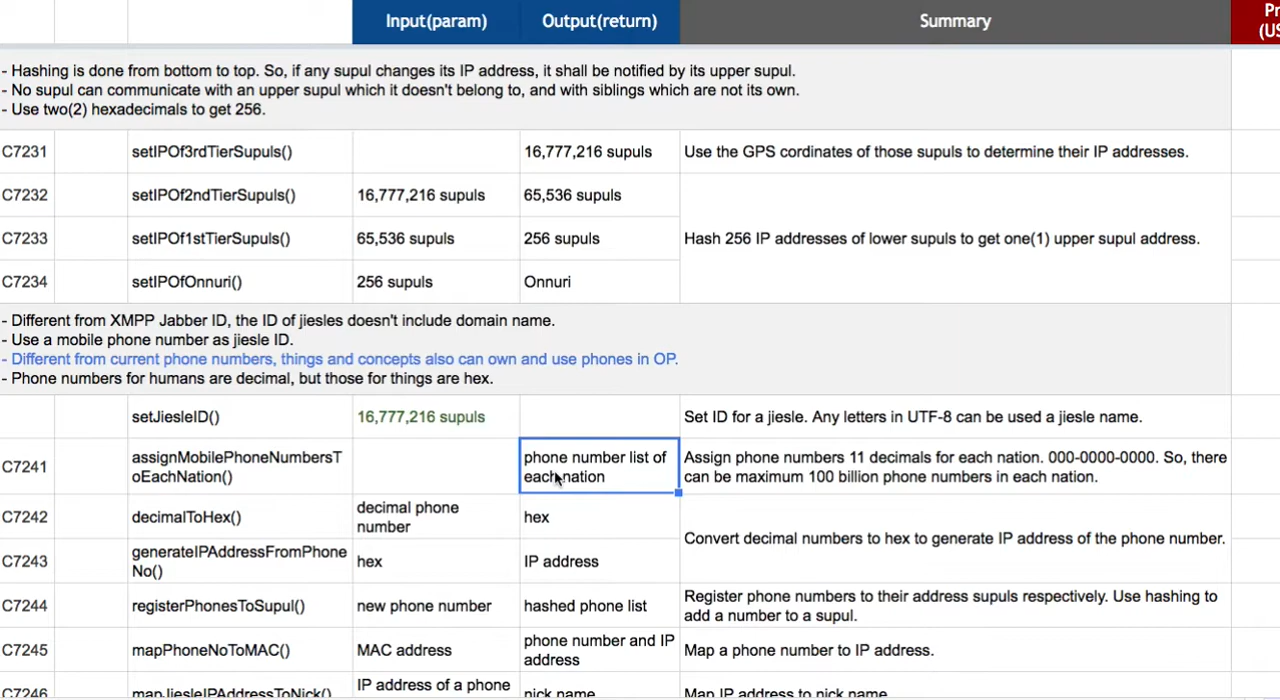 Input(param) Output(return) Summary Pr
(US
- Hashing is done from bottom to top. So, if any supul changes its IP address, it shall be notified by its upper supul.
- No supul can communicate with an upper supul which it doesn't belong to, and with siblings which are not its own.
- Use two(2) hexadecimals to get 256.
C7231 setIPOf3rdTierSupuls() 16,777,216 supuls Use the GPS cordinates of those supuls to determine their IP addresses.
C7232 setIPOf2ndTierSupuls() 16,777,216 supuls 65,536 supuls
C7233 setIPOf1stTierSupuls() 65,536 supuls 256 supuls Hash 256 IP addresses of lower supuls to get one(1) upper supul address.
C7234 setIPOfOnnuri() 256 supuls Onnuri
- Different from XMPP Jabber ID, the ID of jiesles doesn't include domain name.
- Use a mobile phone number as jiesle ID.
- Different from current phone numbers, things and concepts also can own and use phones in OP.
- Phone numbers for humans are decimal, but those for things are hex.
setJiesleID() 16,777,216 supuls Set ID for a jiesle. Any letters in UTF-8 can be used a jiesle name.
C7241 assignMobilePhoneNumbersT
oEachNation()
phone number list of
each nation
Assign phone numbers 11 decimals for each nation. 000-0000-0000. So, there
can be maximum 100 billion phone numbers in each nation.
C7242 decimalToHex() decimal phone
number
hex
Convert decimal numbers to hex to generate IP address of the phone number.
C7243 generateIPAddressFromPhone
No()
hex IP address
C7244 registerPhonesToSupul() new phone number hashed phone list Register phone numbers to their address supuls respectively. Use hashing to
add a number to a supul.
C7245 mapPhoneNoToMAC() MAC address phone number and IP
address
Map a phone number to IP address.
C7246 mapJiesleIPAddressToNick() IP address of a phone nick name Map IP address to nick name